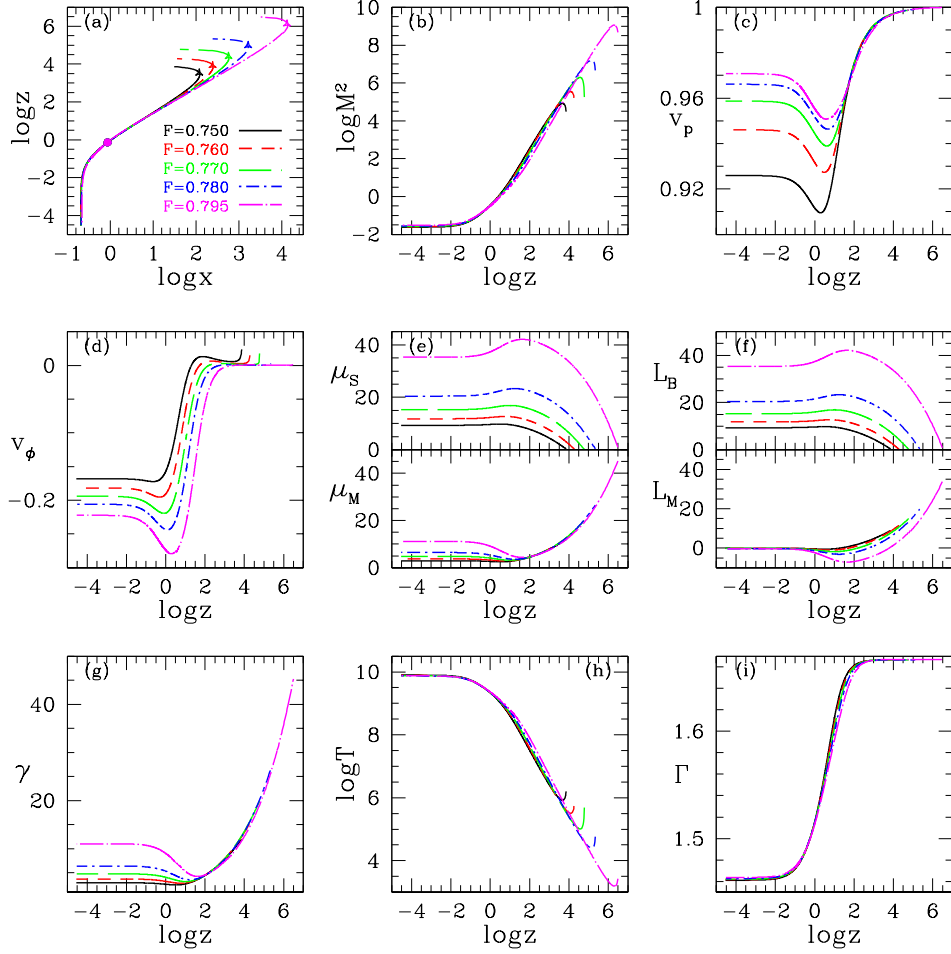 (a)
6
4
2
0
−2
−4
logz
F=0.750
F=0.760
F=0.770
F=0.780
F=0.795
−1 0 1 2 3 4
logx
(b)
10
8
6
4
2
0
−2
logM²
−4 −2 0 2 4 6
logz
(c)
1
0.96
v_p
0.92
−4 −2 0 2 4 6
logz
(d)
0
v_ϕ
−0.2
−4 −2 0 2 4 6
logz
(e)
40
μ_S
20
0
μ_M
40
20
0
−4 −2 0 2 4 6
logz
(f)
40
L_B
20
0
L_M
40
20
0
−4 −2 0 2 4 6
logz
(g)
40
γ
20
−4 −2 0 2 4 6
logz
(h)
10
8
6
4
logT
−4 −2 0 2 4 6
logz
(i)
1.6
Γ
1.5
−4 −2 0 2 4 6
logz